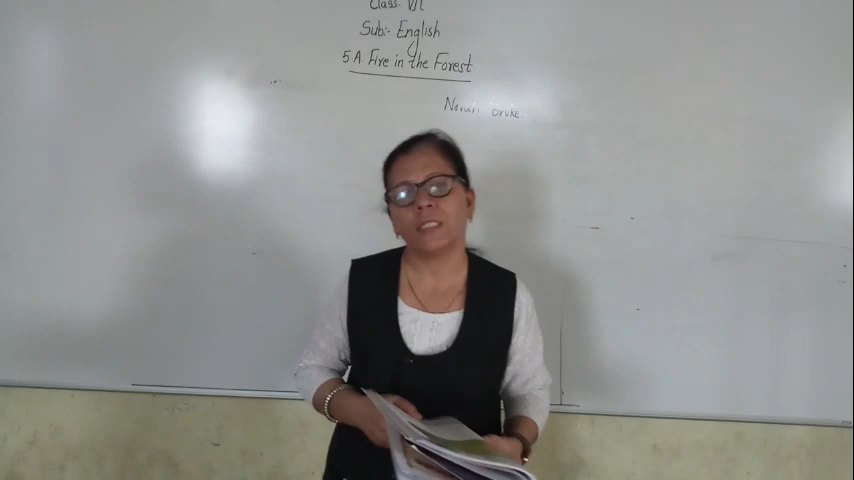 Class- VII
Sub:- English
5 A. Fire in the Forest